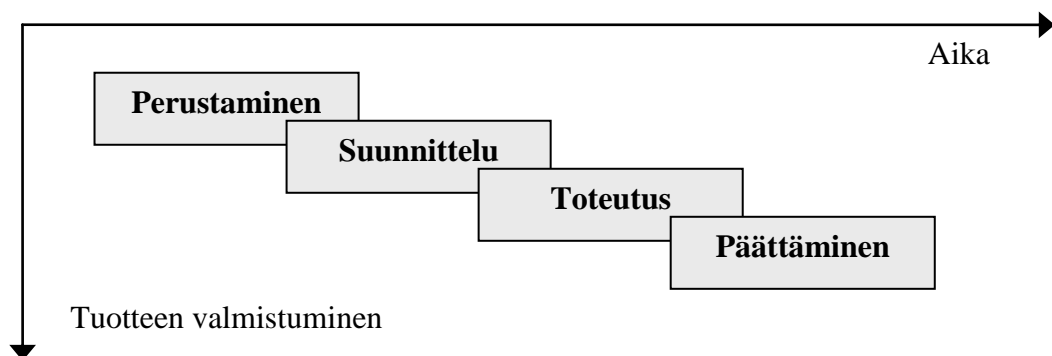 Aika
Perustaminen
Suunnittelu
Toteutus
Päättäminen
Tuotteen valmistuminen